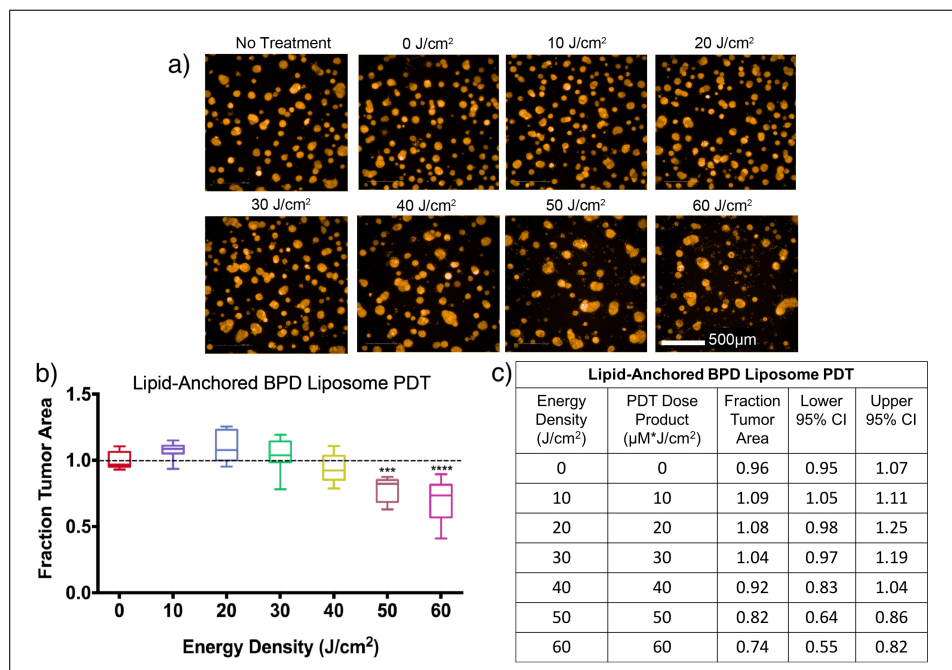 No Treatment 0 J/cm² 10 J/cm² 20 J/cm²
a)
30 J/cm² 40 J/cm² 50 J/cm² 60 J/cm²
500µm
b)
Lipid-Anchored BPD Liposome PDT
Fraction Tumor Area
1.5
1.0
0.5
0.0
*** ****
0 10 20 30 40 50 60
Energy Density (J/cm²)
c)
Lipid-Anchored BPD Liposome PDT
Energy Density (J/cm²) PDT Dose Product (µM*J/cm²) Fraction Tumor Area Lower 95% CI Upper 95% CI
0 0 0.96 0.95 1.07
10 10 1.09 1.05 1.11
20 20 1.08 0.98 1.25
30 30 1.04 0.97 1.19
40 40 0.92 0.83 1.04
50 50 0.82 0.64 0.86
60 60 0.74 0.55 0.82